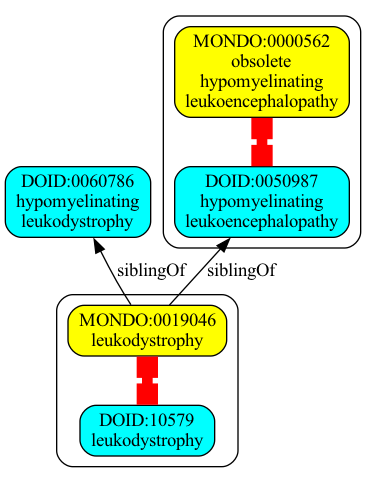 MONDO:0000562
obsolete
hypomyelinating
leukoencephalopathy
DOID:0060786
hypomyelinating
leukodystrophy
DOID:0050987
hypomyelinating
leukoencephalopathy
siblingOf
siblingOf
MONDO:0019046
leukodystrophy
DOID:10579
leukodystrophy